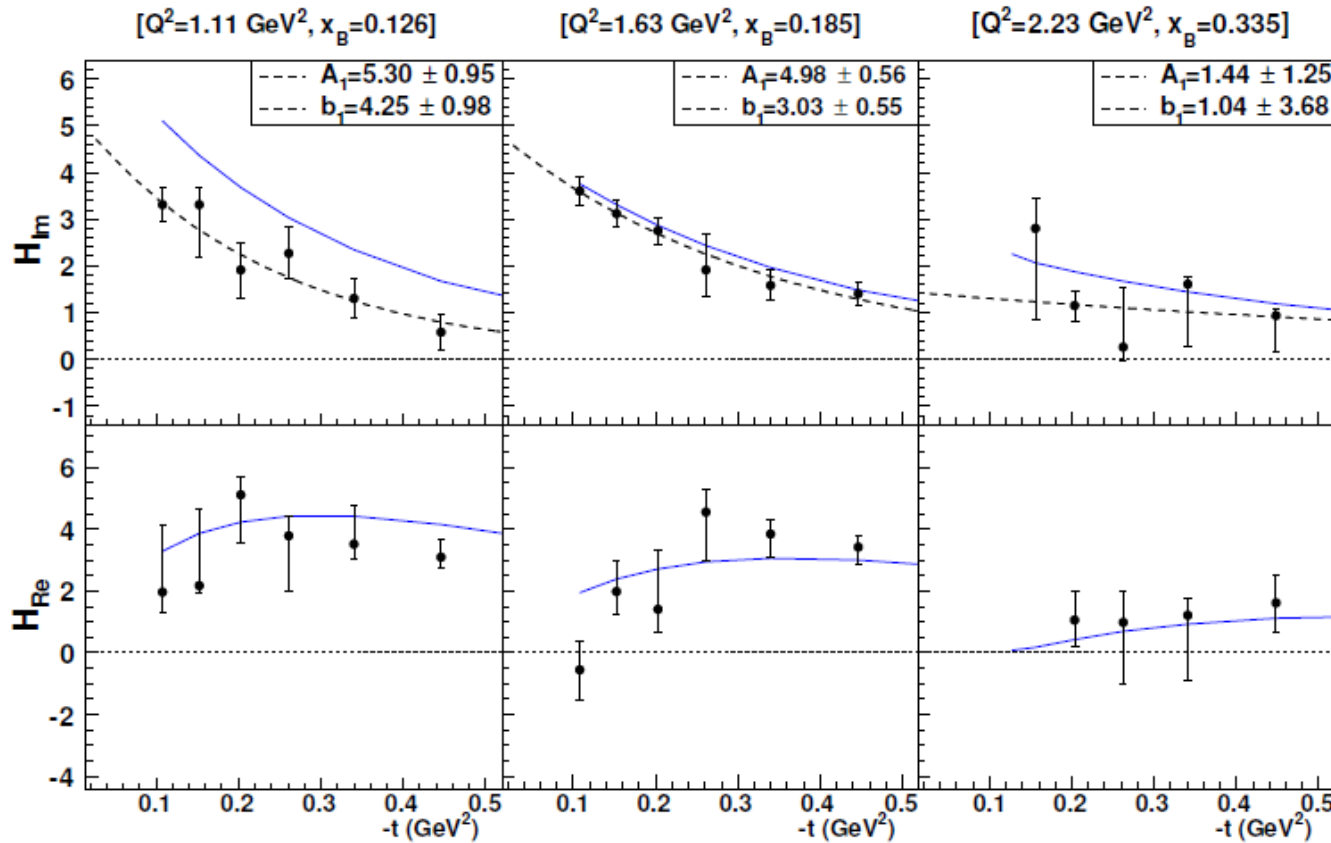 [Q²=1.11 GeV², x_B=0.126] [Q²=1.63 GeV², x_B=0.185] [Q²=2.23 GeV², x_B=0.335]
A₁=5.30 ± 0.95
b₁=4.25 ± 0.98
A₁=4.98 ± 0.56
b₁=3.03 ± 0.55
A₁=1.44 ± 1.25
b₁=1.04 ± 3.68
H_Im
6
5
4
3
2
1
0
-1
H_Re
6
4
2
0
-2
-4
0.1 0.2 0.3 0.4 0.5 0.1 0.2 0.3 0.4 0.5 0.1 0.2 0.3 0.4 0.5
-t (GeV²) -t (GeV²) -t (GeV²)